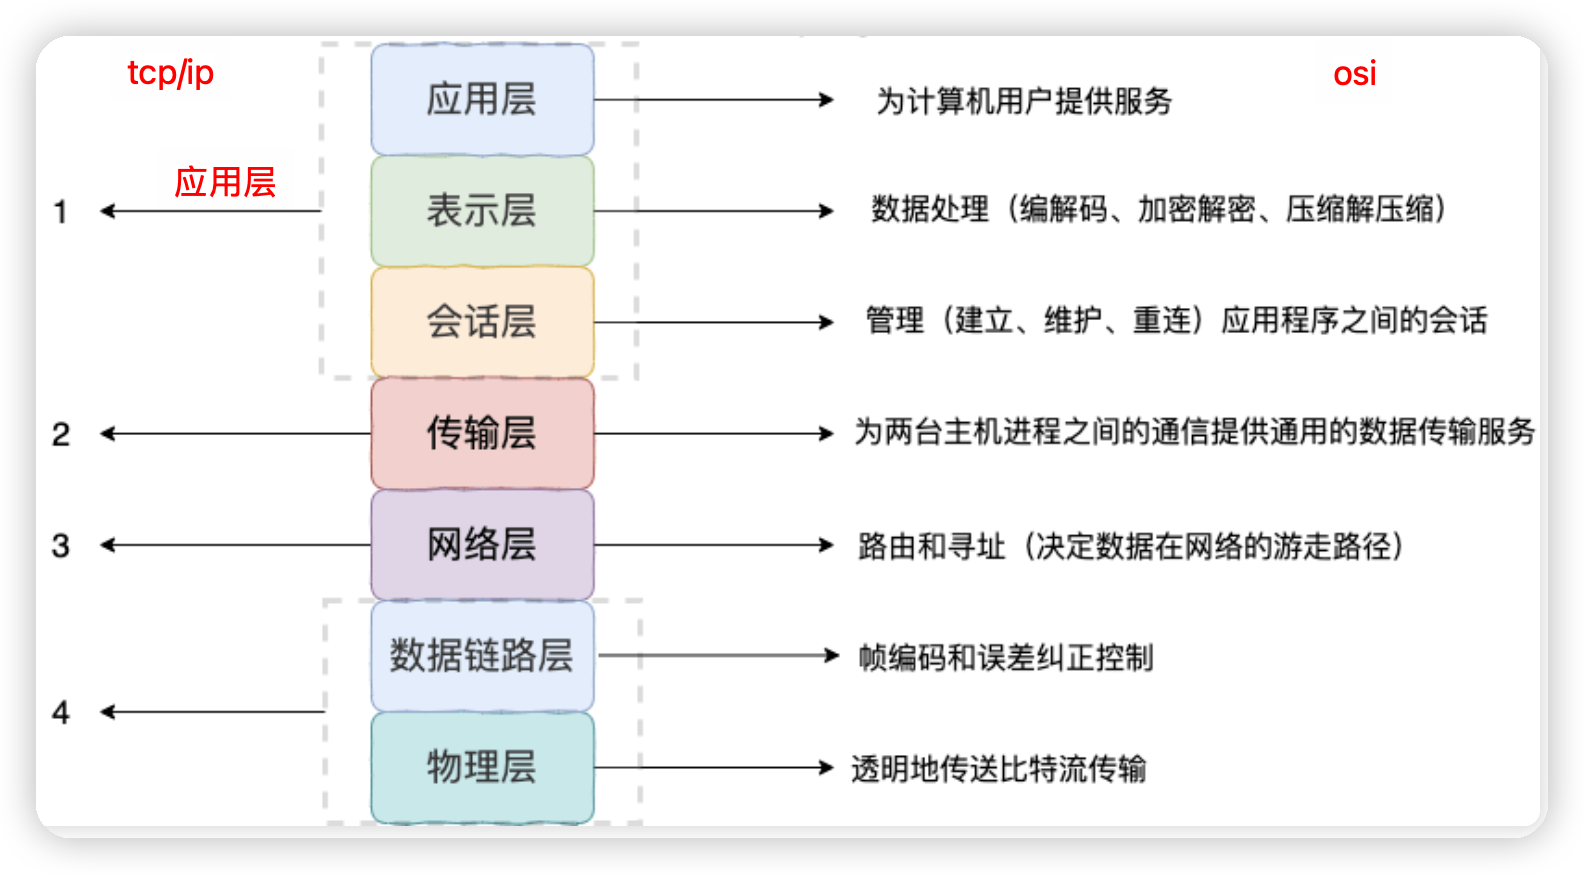 tcp/ip
osi
应用层
为计算机用户提供服务
应用层
1
表示层
数据处理（编解码、加密解密、压缩解压缩）
会话层
管理（建立、维护、重连）应用程序之间的会话
2
传输层
为两台主机进程之间的通信提供通用的数据传输服务
3
网络层
路由和寻址（决定数据在网络的游走路径）
数据链路层
帧编码和误差纠正控制
4
物理层
透明地传送比特流传输